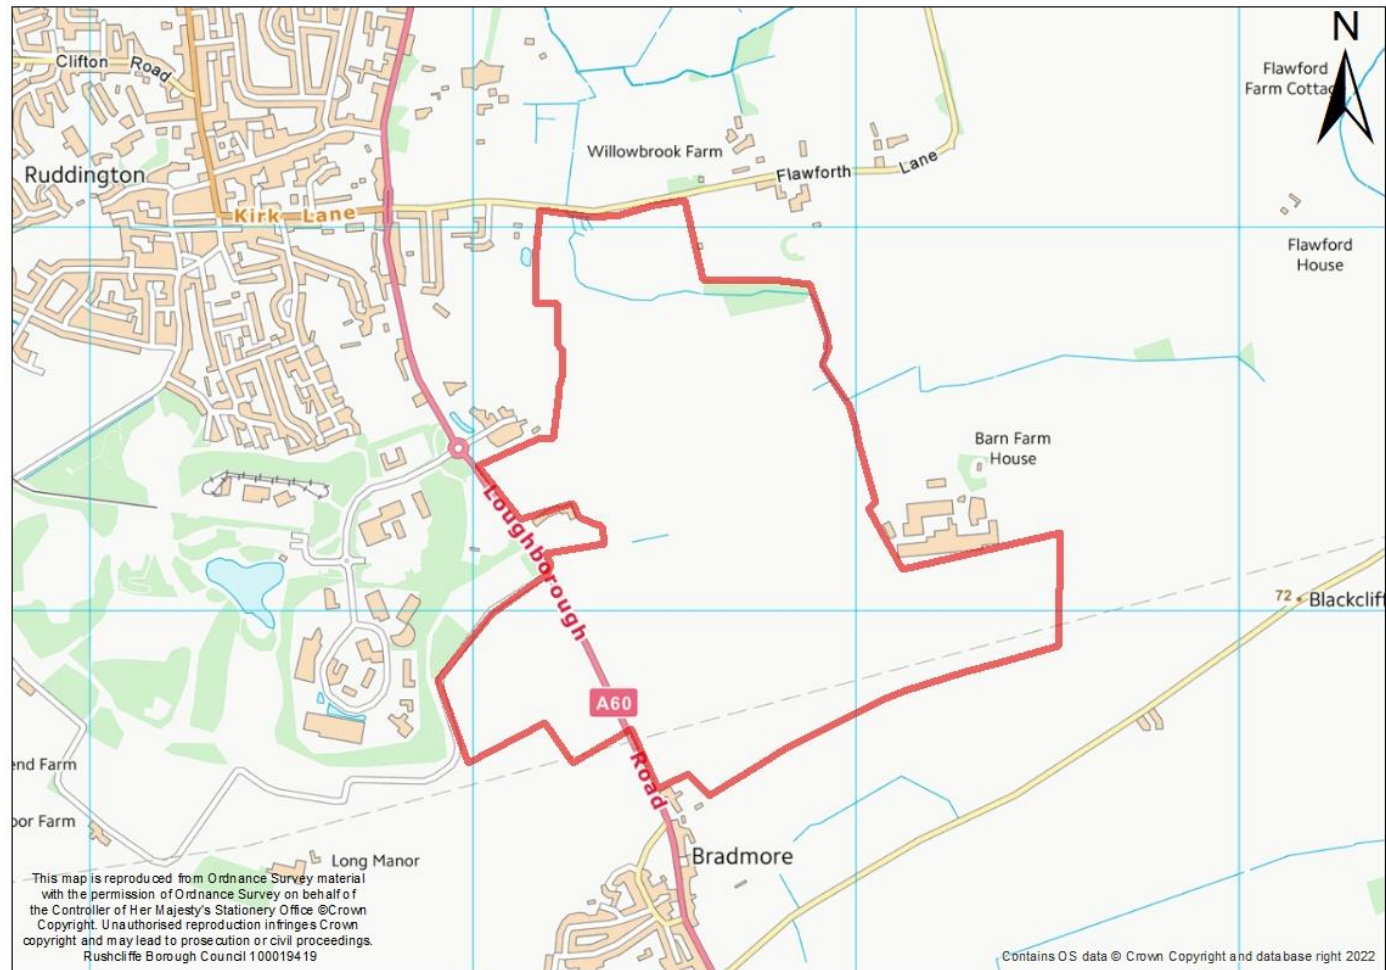 N
Clifton Road
Flawford
Farm Cottag
Willowbrook Farm
Ruddington
Flawforth Lane
Kirk Lane
Flawford
House
Barn Farm
House
Loughborough
Road
72
Blackcliff
A60
end Farm
oor Farm
Long Manor
Bradmore
This map is reproduced from Ordnance Survey material
with the permission of Ordnance Survey on behalf of
the Controller of Her Majesty's Stationery Office ©Crown
Copyright. Unauthorised reproduction infringes Crown
copyright and may lead to prosecution or civil proceedings.
Rushcliffe Borough Council 100019419
Contains OS data © Crown Copyright and database right 2022